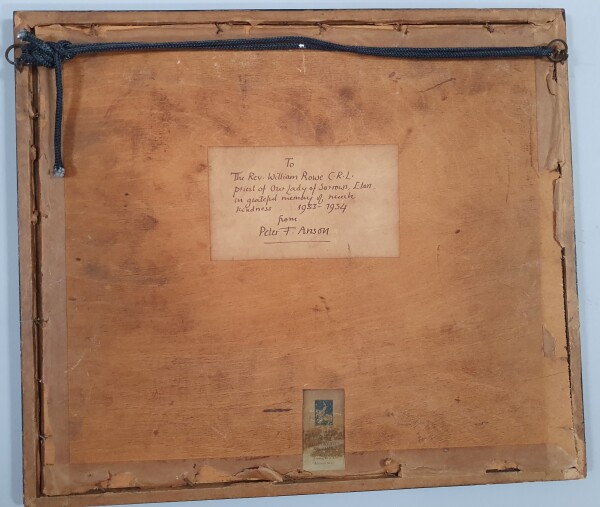 To
The Rev. William Rowe C.R.L.
priest of Our Lady of Sorrows, Eton
in grateful memory of much
kindness 1933-1934
from
Peter F Anson